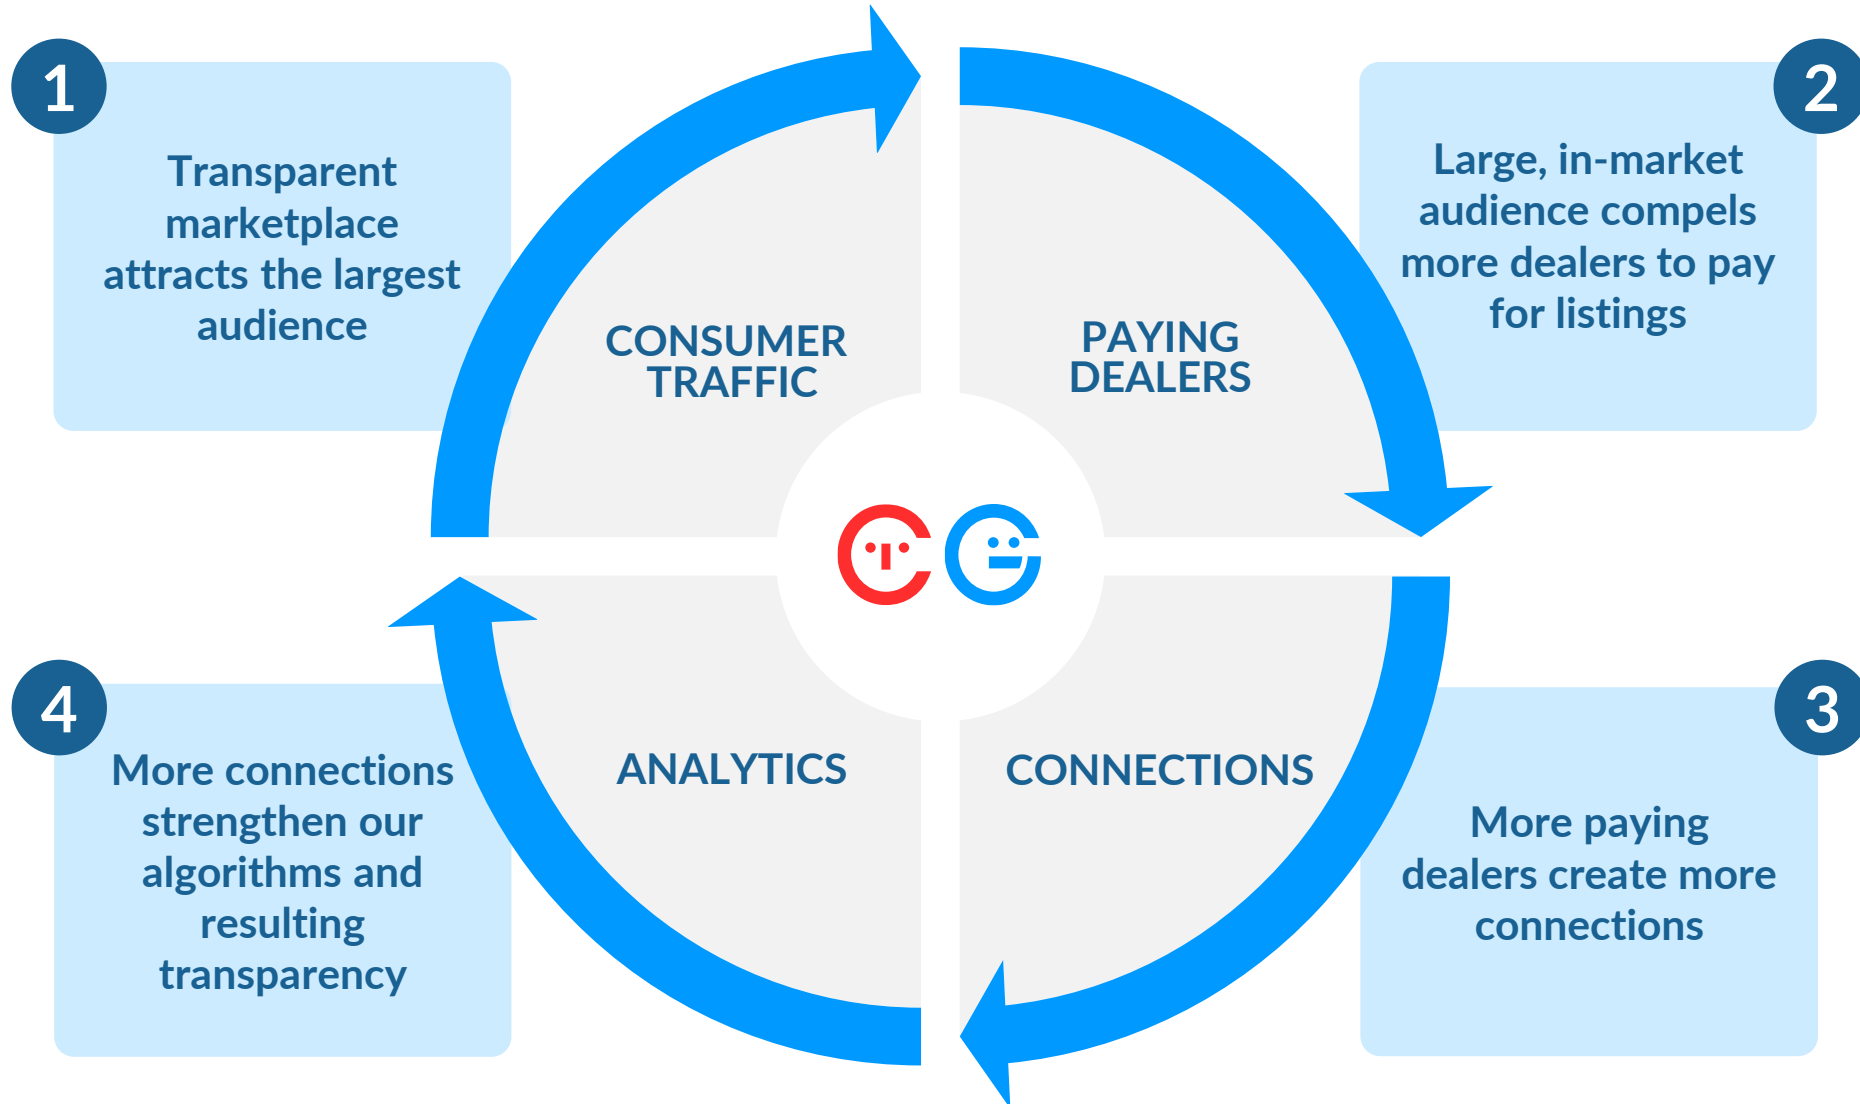 1
Transparent
marketplace
attracts the largest
audience
CONSUMER
TRAFFIC
PAYING
DEALERS
2
Large, in-market
audience compels
more dealers to pay
for listings
CG
4
More connections
strengthen our
algorithms and
resulting
transparency
ANALYTICS
CONNECTIONS
3
More paying
dealers create more
connections